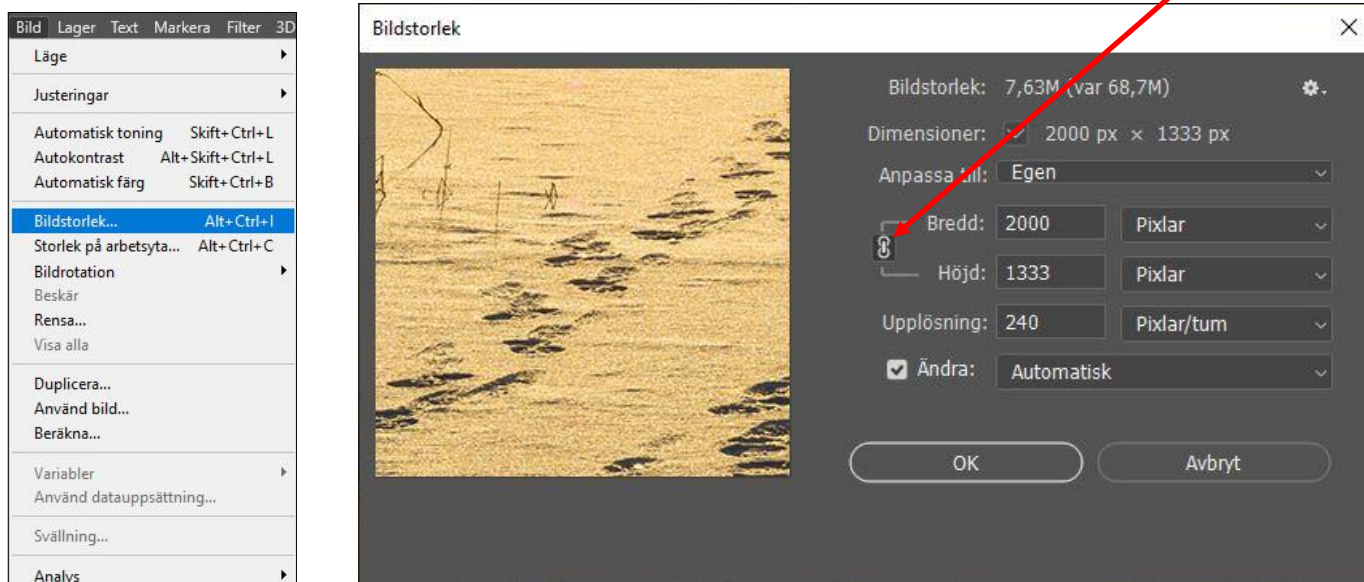 Bild Lager Text Markera Filter 3D
Läge
Justeringar
Automatisk toning Skift+Ctrl+L
Autokontrast Alt+Skift+Ctrl+L
Automatisk färg Skift+Ctrl+B
Bildstorlek... Alt+Ctrl+I
Storlek på arbetsyta... Alt+Ctrl+C
Bildrotation
Beskär
Rensa...
Visa alla
Duplicera...
Använd bild...
Beräkna...
Variabler
Använd datauppsättning...
Svällning...
Analys
Bildstorlek
Bildstorlek: 7,63M (var 68,7M)
Dimensioner: 2000 px × 1333 px
Anpassa till: Egen
Bredd: 2000 Pixlar
Höjd: 1333 Pixlar
Upplösning: 240 Pixlar/tum
Ändra: Automatisk
OK Avbryt